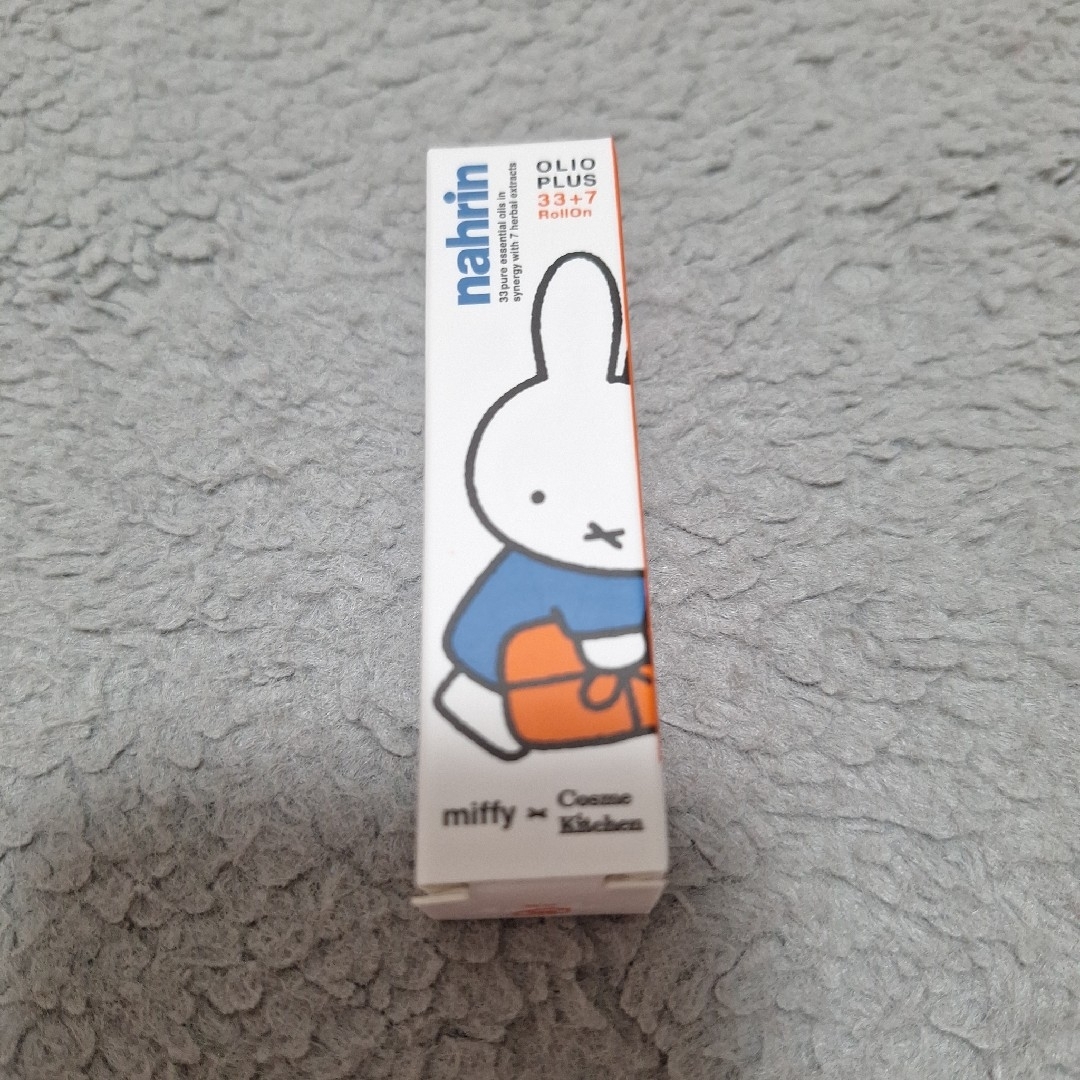 nahrin
33pure essential oils in
synergy with 7 herbal extracts
OLIO
PLUS
33+7
RollOn
miffy x Cosme
Kitchen